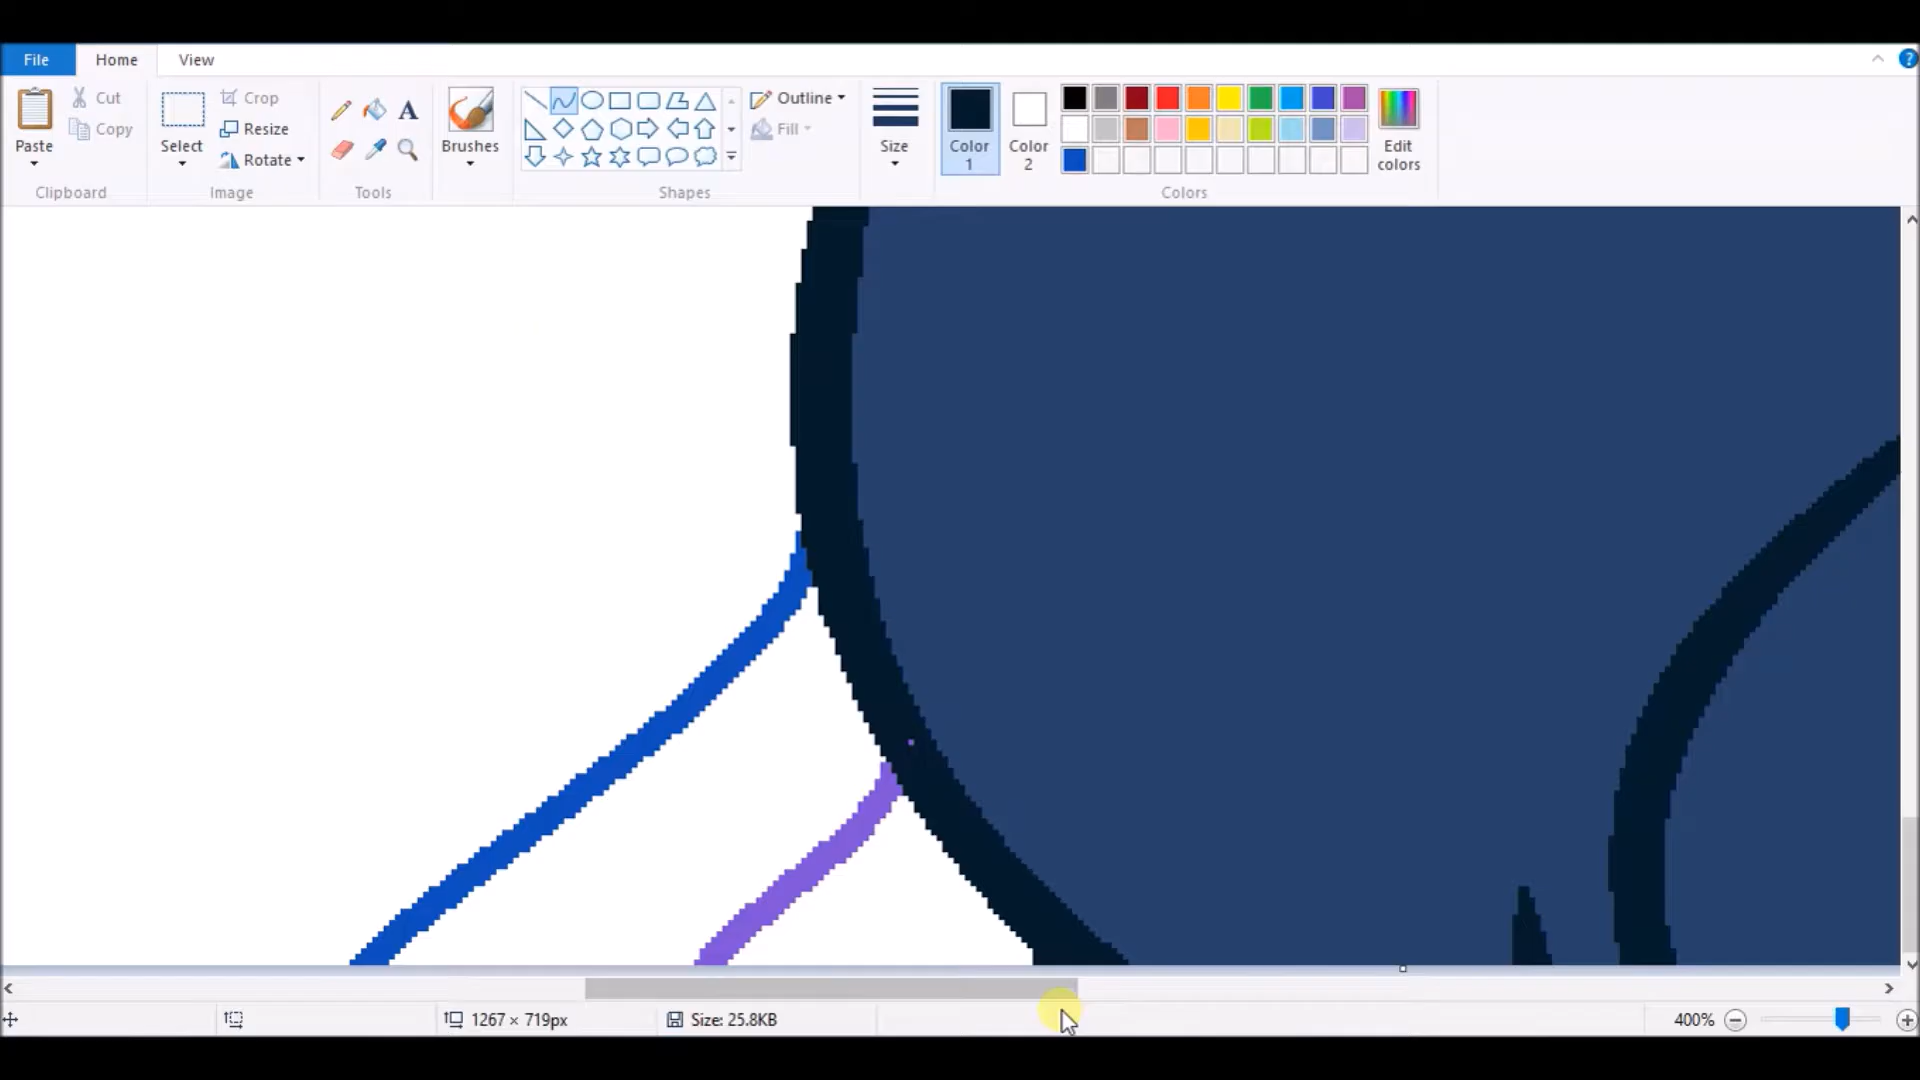 File Home View
Cut
Copy
Paste
Clipboard
Crop
Resize
Rotate
Select
Image
A
Tools
Brushes
Outline
Fill
Shapes
Size
Color
1
Color
2
Edit
colors
Colors
?
1267 × 719px
Size: 25.8KB
400%